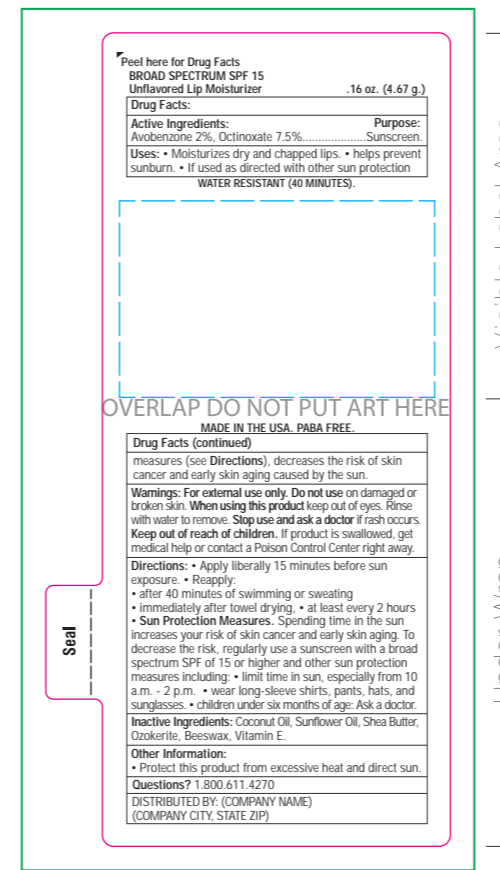 Peel here for Drug Facts
BROAD SPECTRUM SPF 15
Unflavored Lip Moisturizer .16 oz. (4.67 g.)
Drug Facts:
Active Ingredients: Purpose:
Avobenzone 2%, Octinoxate 7.5%......................Sunscreen.
Uses: • Moisturizes dry and chapped lips. • helps prevent
sunburn. • If used as directed with other sun protection
WATER RESISTANT (40 MINUTES).
OVERLAP DO NOT PUT ART HERE
MADE IN THE USA. PABA FREE.
Drug Facts (continued)
measures (see Directions), decreases the risk of skin
cancer and early skin aging caused by the sun.
Warnings: For external use only. Do not use on damaged or
broken skin. When using this product keep out of eyes. Rinse
with water to remove. Stop use and ask a doctor if rash occurs.
Keep out of reach of children. If product is swallowed, get
medical help or contact a Poison Control Center right away.
Directions: • Apply liberally 15 minutes before sun
exposure. • Reapply:
• after 40 minutes of swimming or sweating
• immediately after towel drying, • at least every 2 hours
• Sun Protection Measures. Spending time in the sun
increases your risk of skin cancer and early skin aging. To
decrease the risk, regularly use a sunscreen with a broad
spectrum SPF of 15 or higher and other sun protection
measures including: • limit time in sun, especially from 10
a.m. - 2 p.m. • wear long-sleeve shirts, pants, hats, and
sunglasses. • children under six months of age: Ask a doctor.
Inactive Ingredients: Coconut Oil, Sunflower Oil, Shea Butter,
Ozokerite, Beeswax, Vitamin E.
Other Information:
• Protect this product from excessive heat and direct sun.
Questions? 1.800.611.4270
DISTRIBUTED BY: (COMPANY NAME)
(COMPANY CITY, STATE ZIP)
Seal